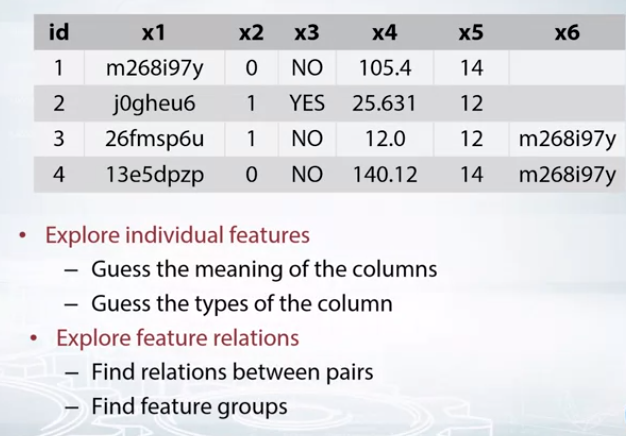 id x1 x2 x3 x4 x5 x6
1 m268i97y 0 NO 105.4 14
2 j0gheu6 1 YES 25.631 12
3 26fmsp6u 1 NO 12.0 12 m268i97y
4 13e5dpzp 0 NO 140.12 14 m268i97y
• Explore individual features
– Guess the meaning of the columns
– Guess the types of the column
• Explore feature relations
– Find relations between pairs
– Find feature groups